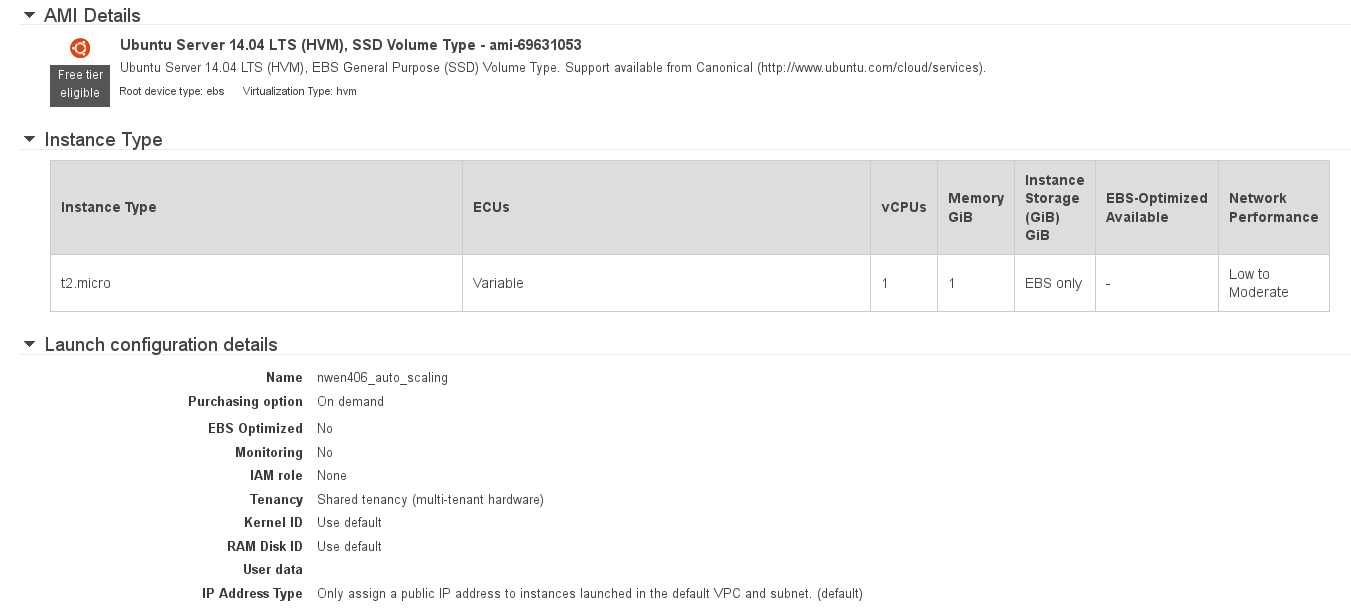 AMI Details
Ubuntu Server 14.04 LTS (HVM), SSD Volume Type - ami-69631053
Free tier
eligible
Ubuntu Server 14.04 LTS (HVM), EBS General Purpose (SSD) Volume Type. Support available from Canonical (http://www.ubuntu.com/cloud/services).
Root device type: ebs Virtualization Type: hvm
Instance Type
Instance Type ECUs vCPUs Memory GiB Instance Storage (GiB) GiB EBS-Optimized Available Network Performance
t2.micro Variable 1 1 EBS only - Low to Moderate
Launch configuration details
Name nwen406_auto_scaling
Purchasing option On demand
EBS Optimized No
Monitoring No
IAM role None
Tenancy Shared tenancy (multi-tenant hardware)
Kernel ID Use default
RAM Disk ID Use default
User data
IP Address Type Only assign a public IP address to instances launched in the default VPC and subnet. (default)